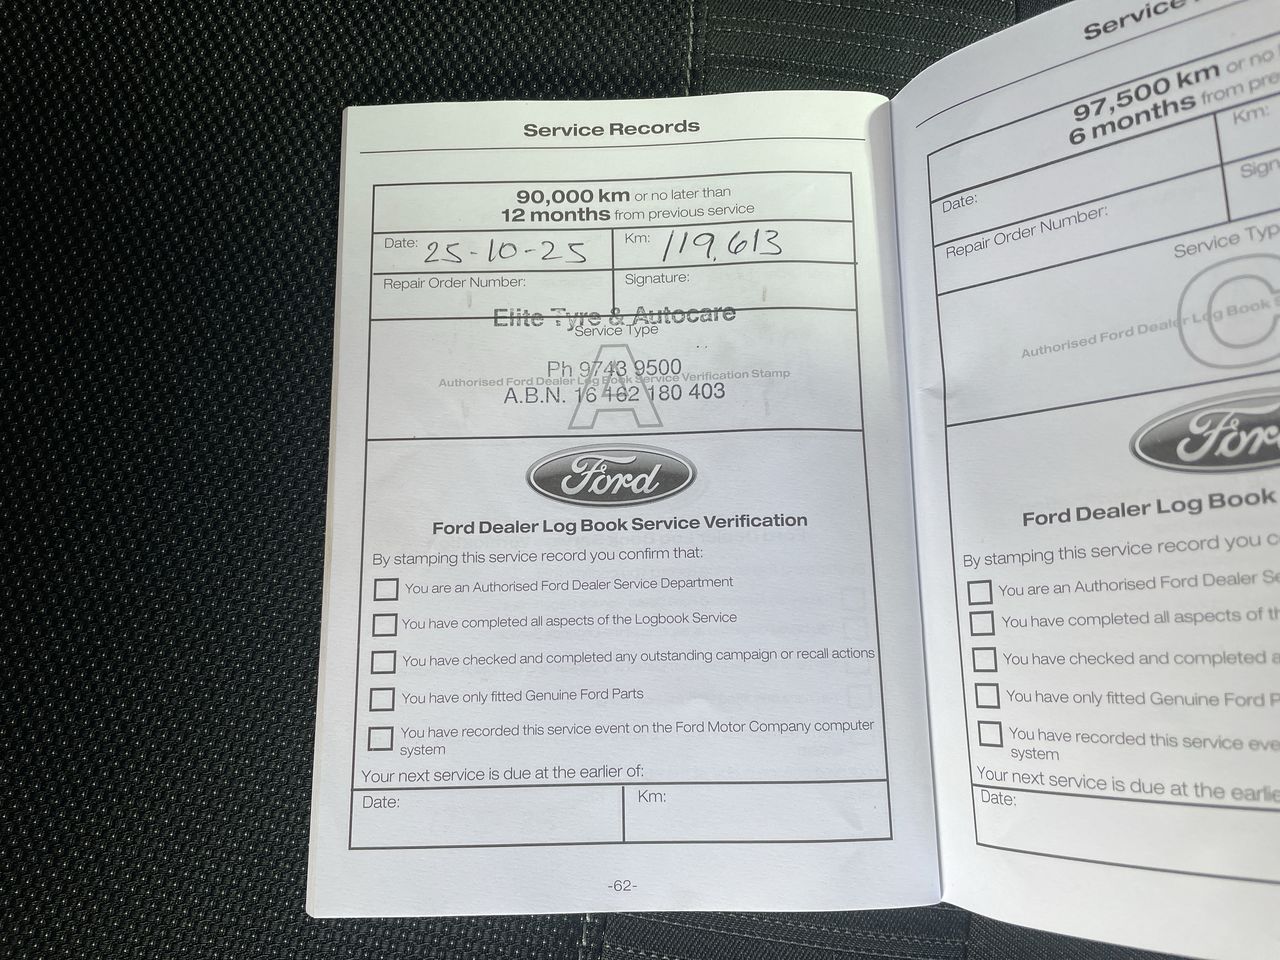 Service Records
90,000 km or no later than
12 months from previous service
Date: 25-10-25
Km: 119,613
Repair Order Number:
Signature:
Elite Tyre & Autocare
Service Type
A
Ph 9743 9500
Authorised Ford Dealer Log Book Service Verification Stamp
A.B.N. 16 162 180 403
Ford
Ford Dealer Log Book Service Verification
By stamping this service record you confirm that:
You are an Authorised Ford Dealer Service Department
You have completed all aspects of the Logbook Service
You have checked and completed any outstanding campaign or recall actions
You have only fitted Genuine Ford Parts
You have recorded this service event on the Ford Motor Company computer
system
Your next service is due at the earlier of:
Date:
Km:
-62-
Service
97,500 km or no
6 months from pre
Date:
Km:
Repair Order Number:
Sign
Service Typ
C
Authorised Ford Dealer Log Book
For
Ford Dealer Log Book
By stamping this service record you c
You are an Authorised Ford Dealer Se
You have completed all aspects of th
You have checked and completed a
You have only fitted Genuine Ford P
You have recorded this service eve
system
Your next service is due at the earlie
Date: